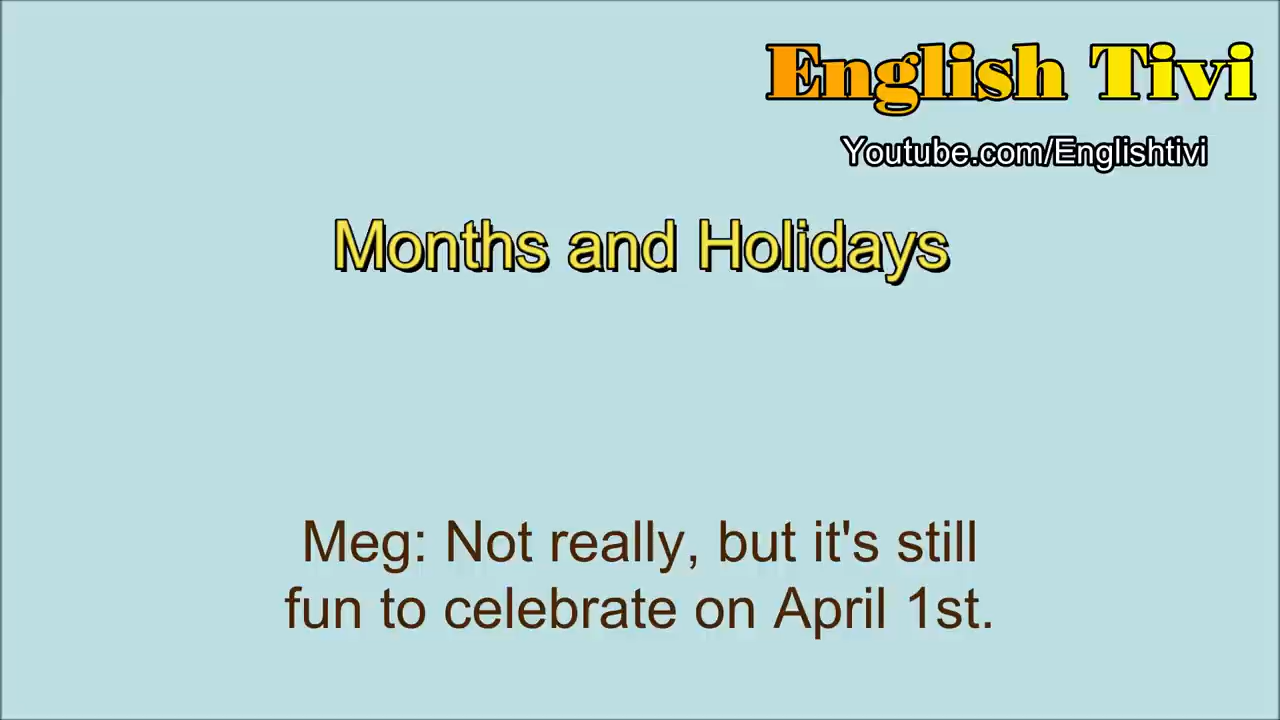 English Tivi
Youtube.com/Englishtivi
Months and Holidays
Meg: Not really, but it's still
fun to celebrate on April 1st.